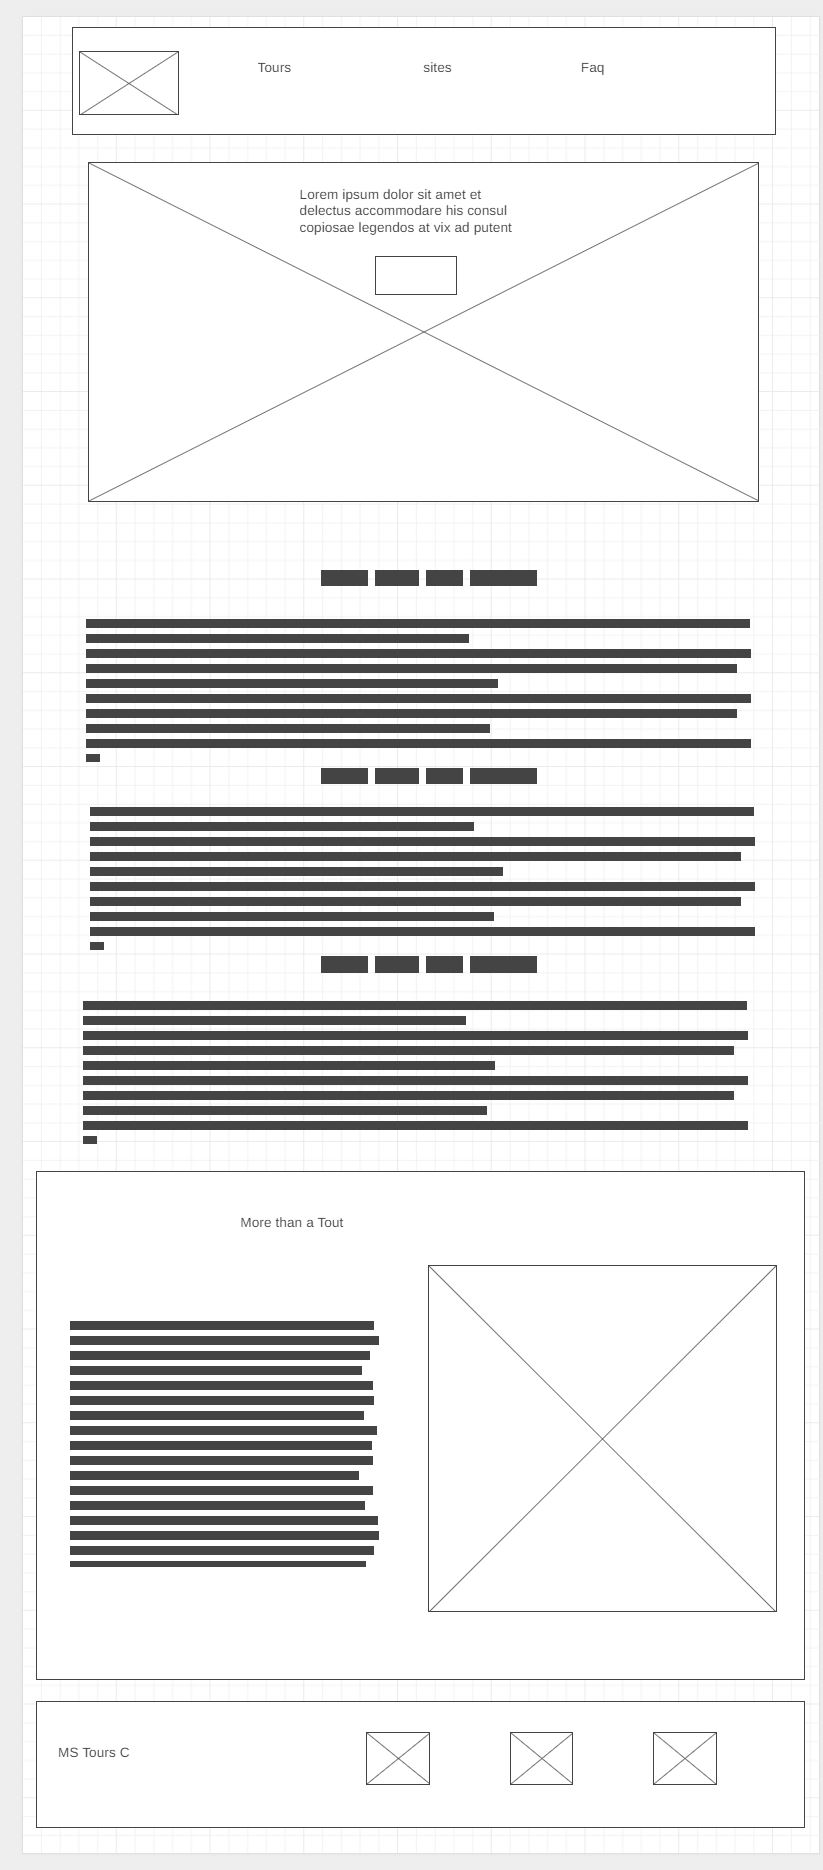 Tours
sites
Faq
Lorem ipsum dolor sit amet et
delectus accommodare his consul
copiosae legendos at vix ad putent
More than a Tout
MS Tours C